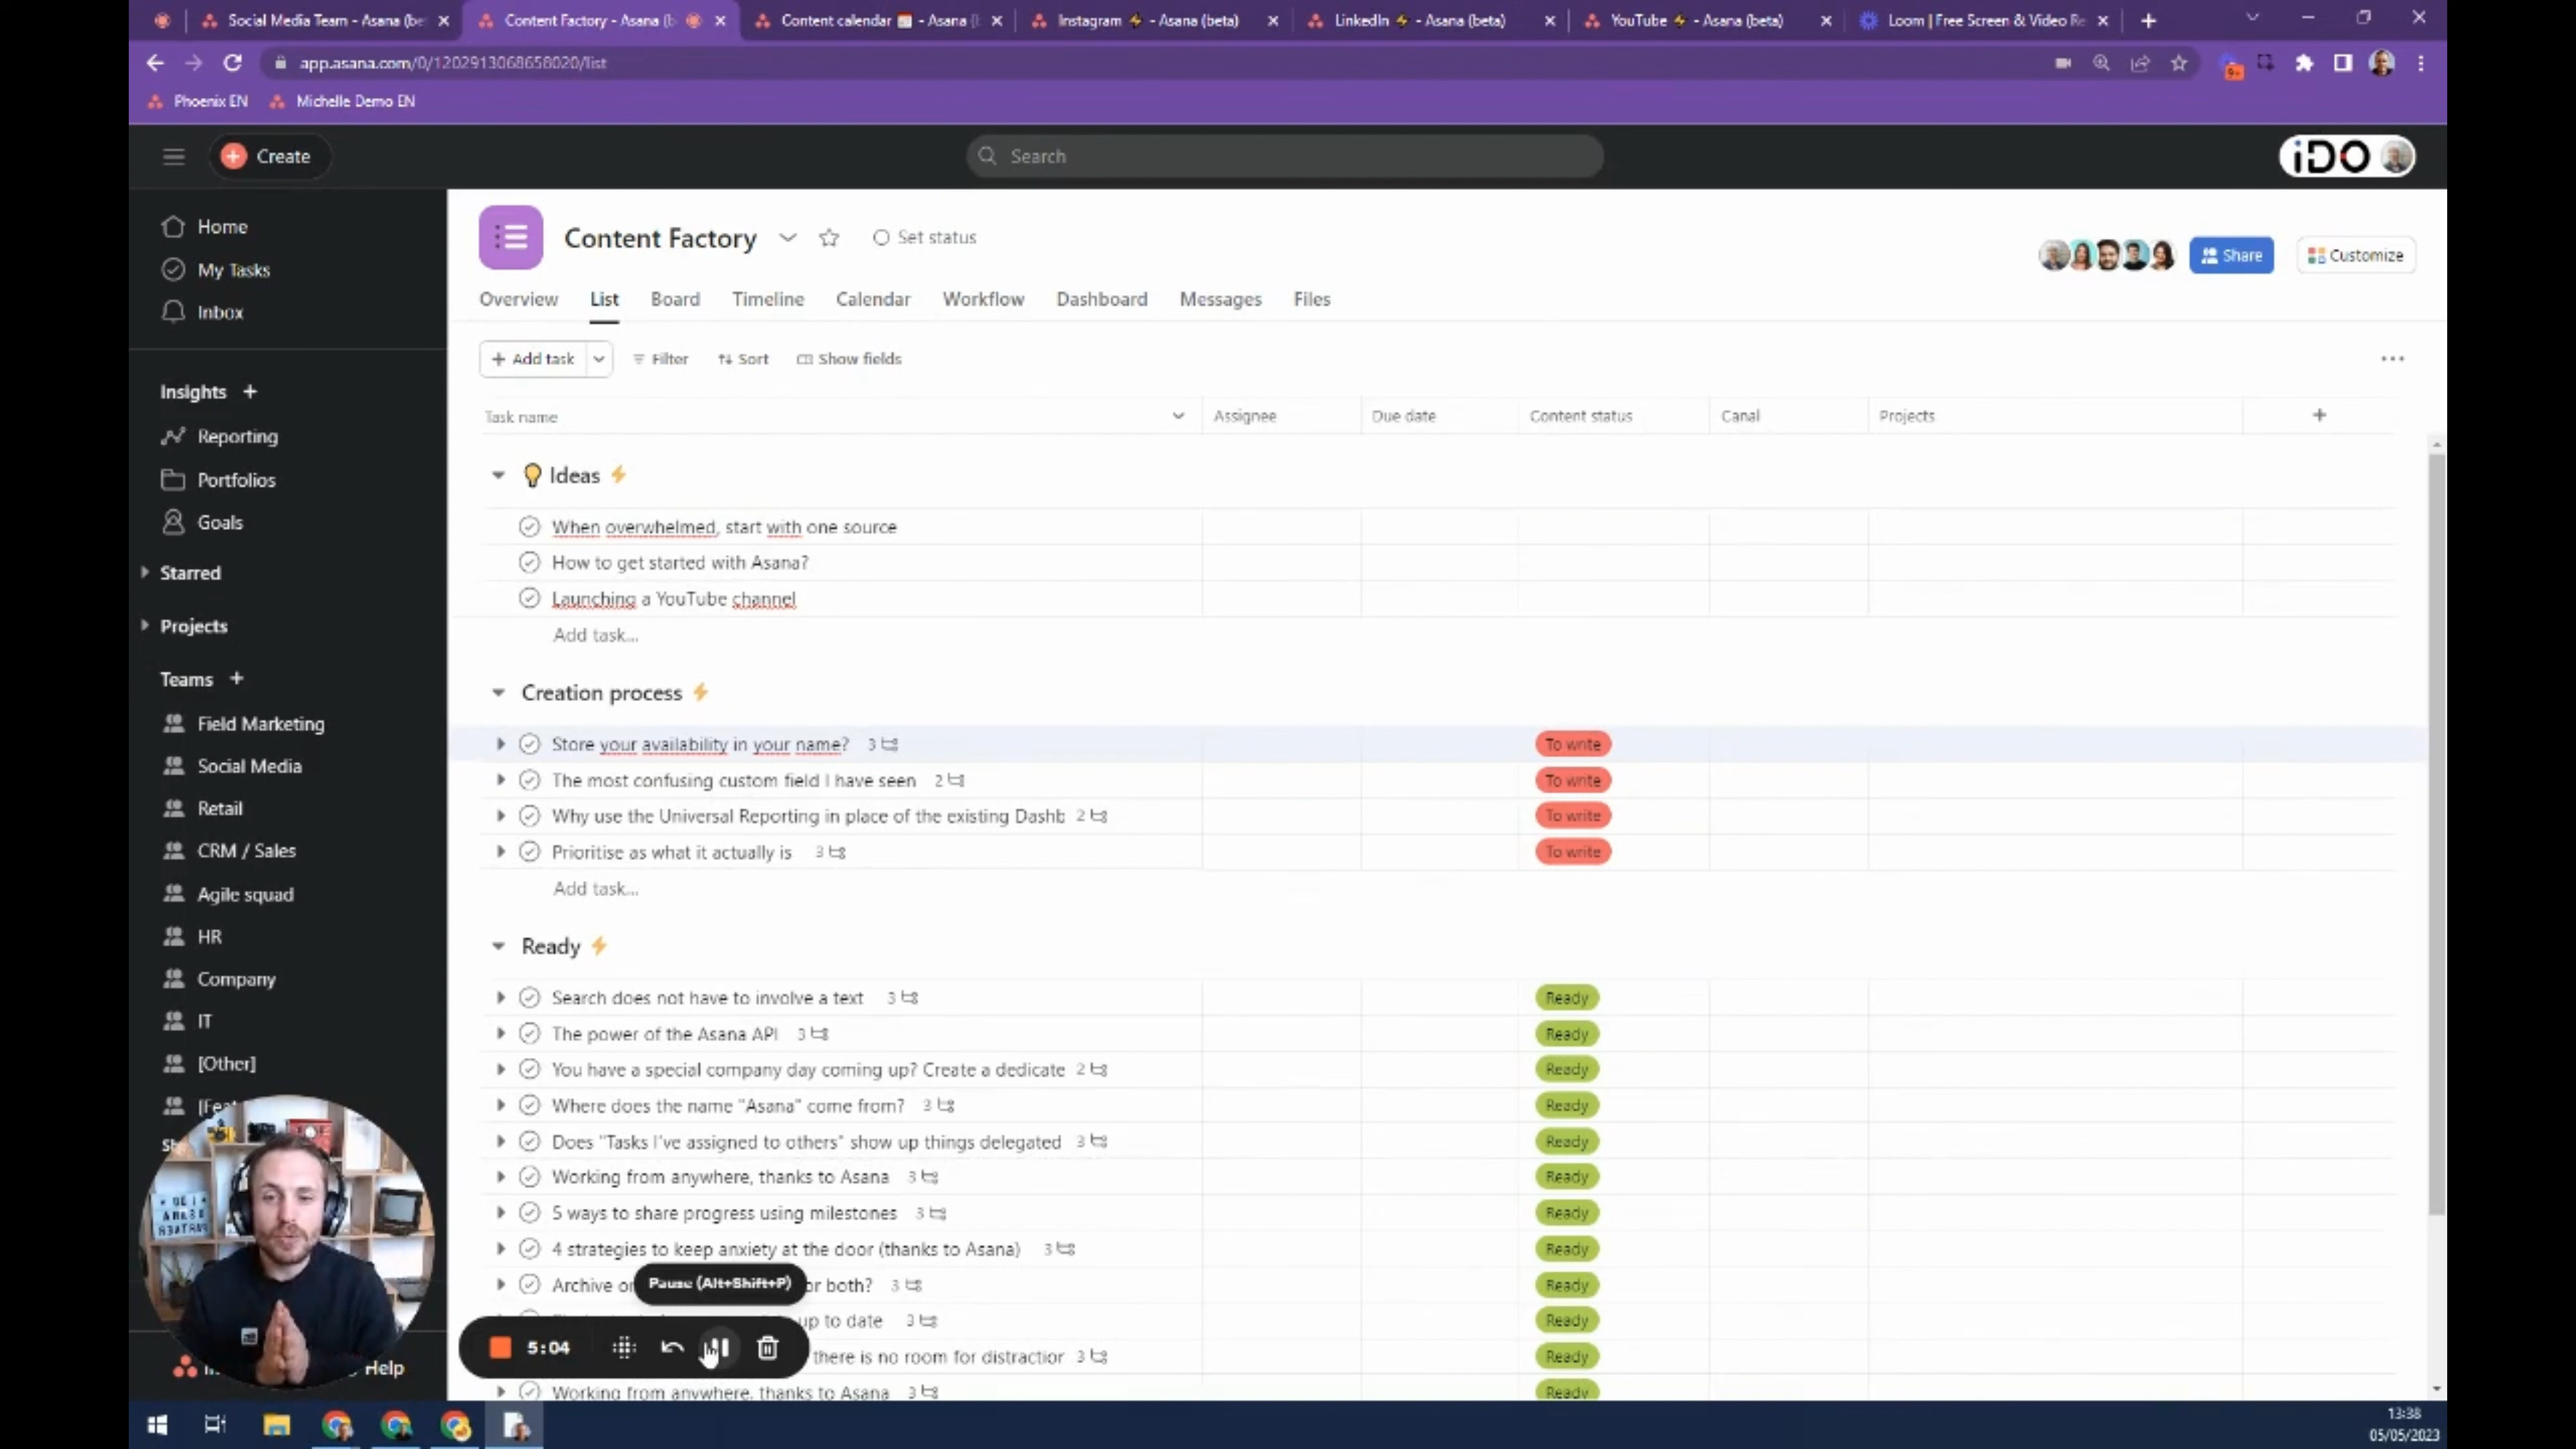 Social Media Team - Asana (be
Content Factory - Asana (b
Content calendar - Asana (
Instagram ⚡ - Asana (beta)
LinkedIn ⚡ - Asana (beta)
YouTube ⚡ - Asana (beta)
Loom | Free Screen & Video Re
app.asana.com/0/1202913068658020/list
9+
Phoenix EN
Michelle Demo EN
Create
Search
iDO
Home
My Tasks
Inbox
Insights +
Reporting
Portfolios
Goals
Starred
Projects
Teams +
Field Marketing
Social Media
Retail
CRM / Sales
Agile squad
HR
Company
IT
[Other]
[Fea
Help
Content Factory
Set status
Share
Customize
Overview
List
Board
Timeline
Calendar
Workflow
Dashboard
Messages
Files
+ Add task
Filter
Sort
Show fields
Task name
Assignee
Due date
Content status
Canal
Projects
💡 Ideas ⚡
When overwhelmed, start with one source
How to get started with Asana?
Launching a YouTube channel
Add task...
Creation process ⚡
Store your availability in your name? 3 To write
The most confusing custom field I have seen 2 To write
Why use the Universal Reporting in place of the existing Dashb 2 To write
Prioritise as what it actually is 3 To write
Add task...
Ready ⚡
Search does not have to involve a text 3 Ready
The power of the Asana API 3 Ready
You have a special company day coming up? Create a dedicate 2 Ready
Where does the name "Asana" come from? 3 Ready
Does "Tasks I've assigned to others" show up things delegated 3 Ready
Working from anywhere, thanks to Asana 3 Ready
5 ways to share progress using milestones 3 Ready
4 strategies to keep anxiety at the door (thanks to Asana) 3 Ready
Archive or both? 3 Ready
Pause (Alt+Shift+P)
up to date 3 Ready
5:04
there is no room for distraction 3 Ready
Working from anywhere, thanks to Asana 3 Ready
13:38
05/05/2023